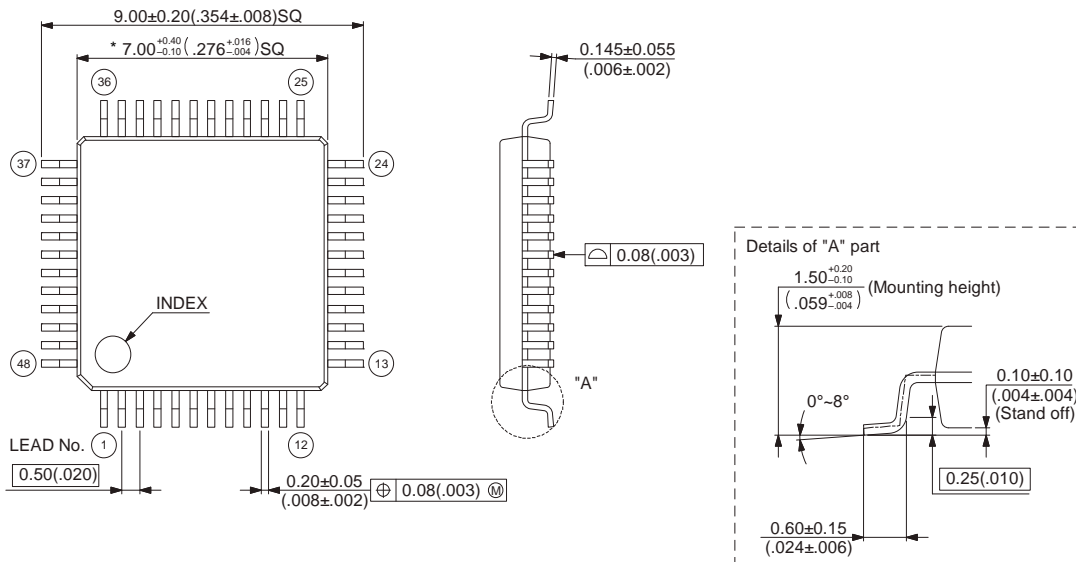 9.00±0.20(.354±.008)SQ
* 7.00 +0.40 −0.10 ( .276 +.016 −.004 )SQ
0.145±0.055
(.006±.002)
36
25
37
24
0.08(.003)
Details of "A" part
1.50 +0.20 −0.10
( .059 +.008 −.004 )
(Mounting height)
INDEX
48
13
"A"
0.10±0.10
(.004±.004)
(Stand off)
0°~8°
LEAD No.
1
12
0.50(.020)
0.20±0.05
(.008±.002)
0.08(.003) Ⓜ
0.25(.010)
0.60±0.15
(.024±.006)